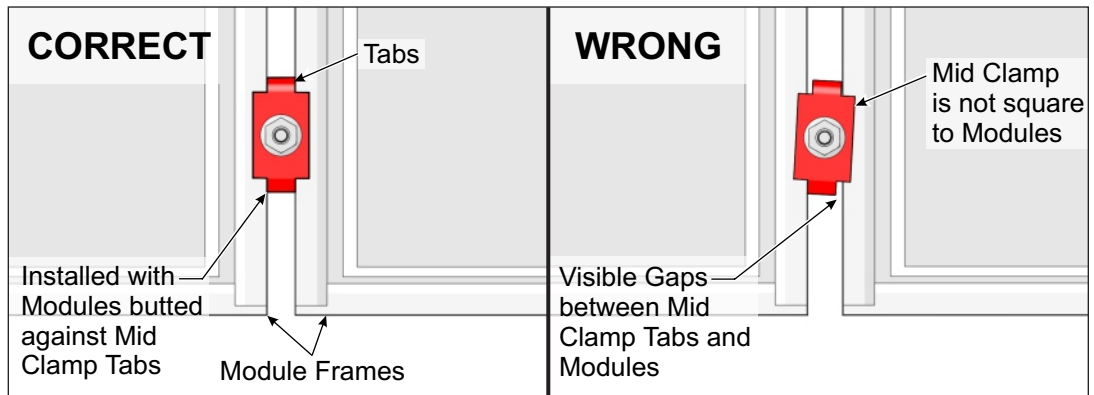 CORRECT
Tabs
Installed with
Modules butted
against Mid
Clamp Tabs
Module Frames
WRONG
Mid Clamp
is not square
to Modules
Visible Gaps
between Mid
Clamp Tabs and
Modules